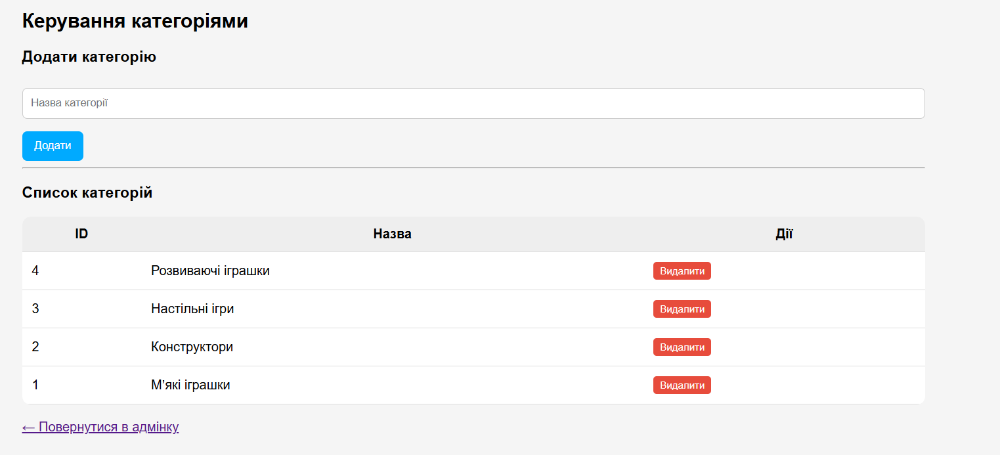 Керування категоріями
Додати категорію
Назва категорії
Додати
Список категорій
ID Назва Дії
4 Розвиваючі іграшки Видалити
3 Настільні ігри Видалити
2 Конструктори Видалити
1 М’які іграшки Видалити
← Повернутися в адмінку